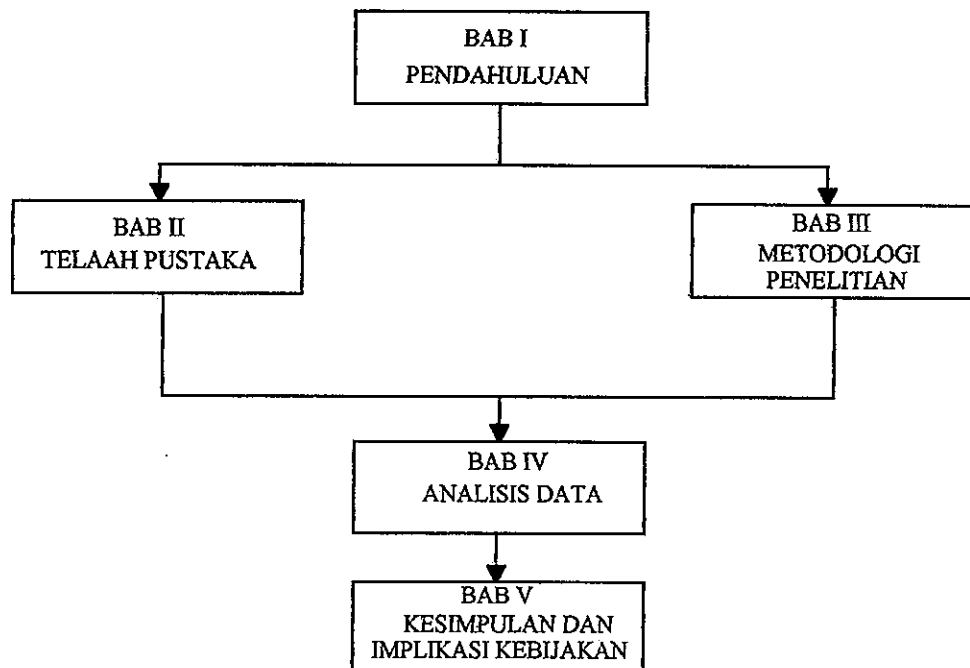 BAB I
PENDAHULUAN
BAB II
TELAAH PUSTAKA
BAB III
METODOLOGI
PENELITIAN
BAB IV
ANALISIS DATA
BAB V
KESIMPULAN DAN
IMPLIKASI KEBIJAKAN